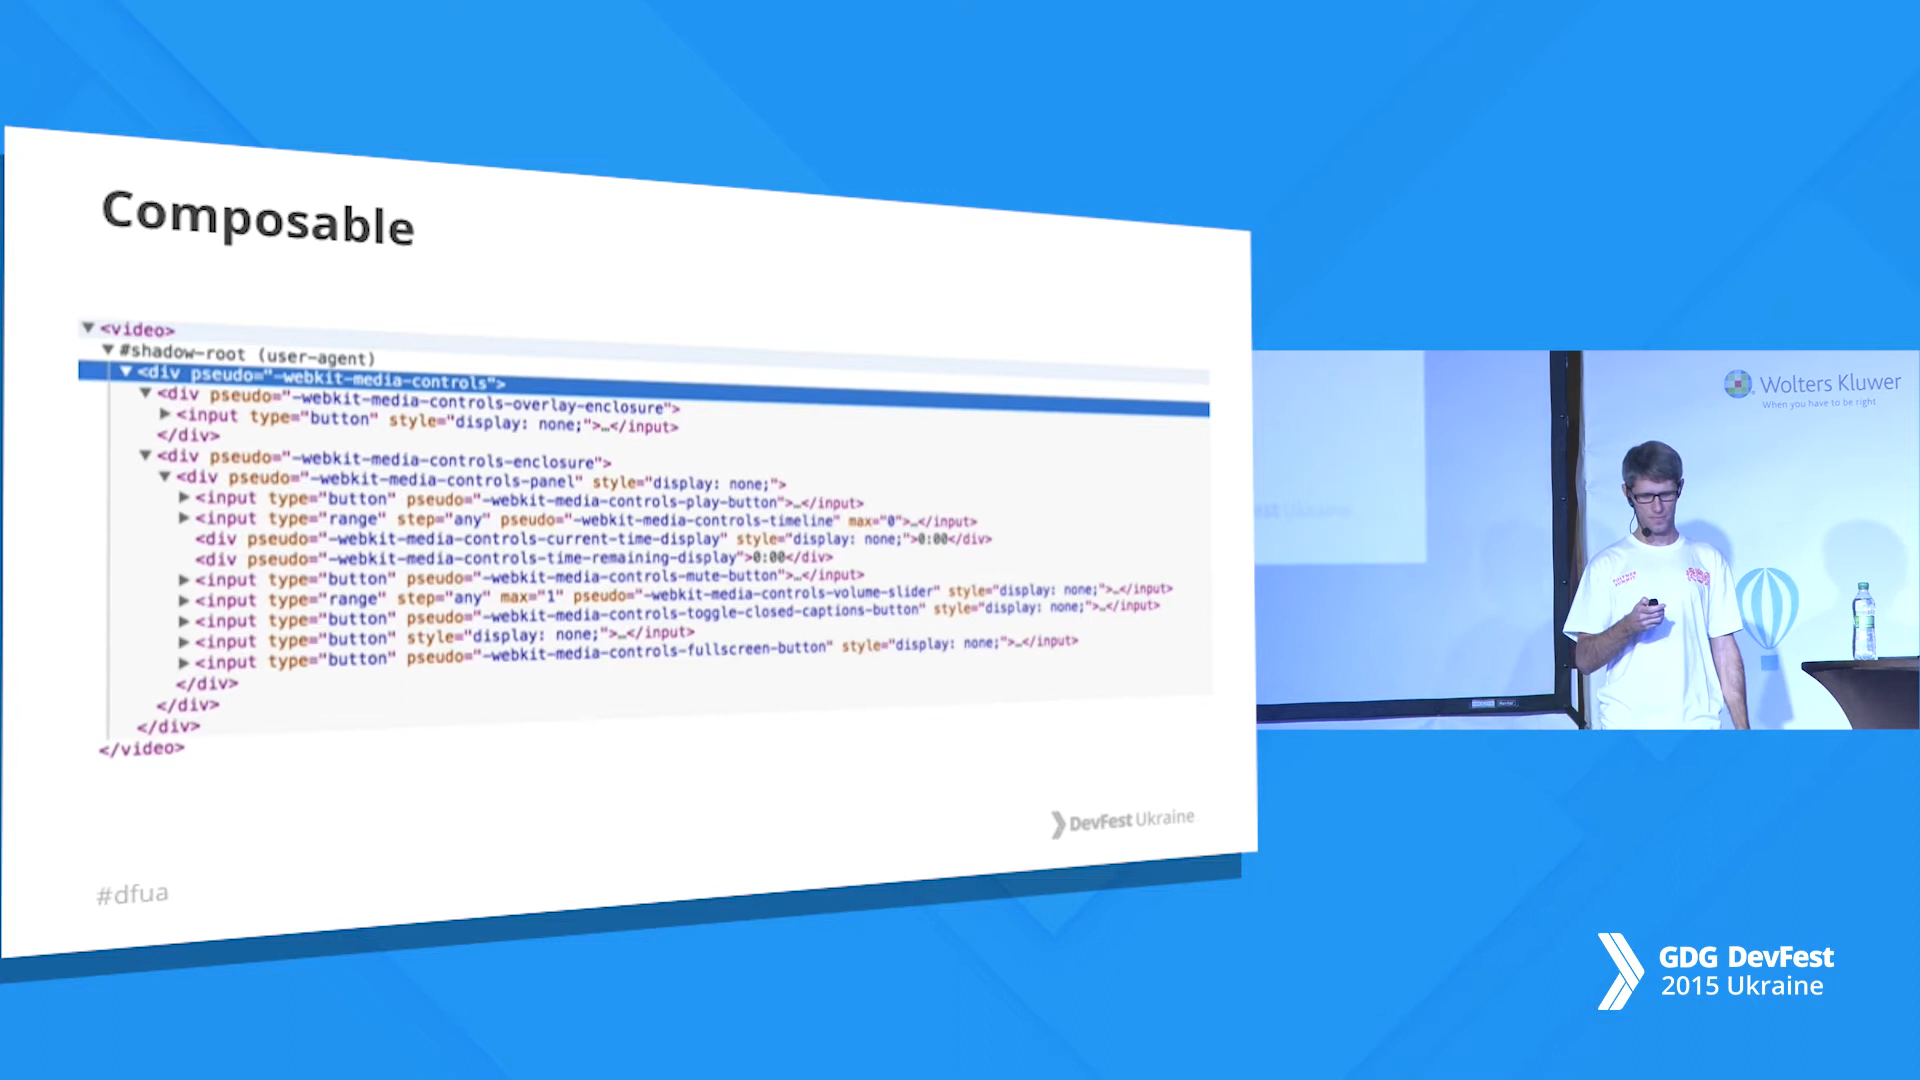 Composable
▼<video>
▼#shadow-root (user-agent)
▼<div pseudo="-webkit-media-controls">
▼<div pseudo="-webkit-media-controls-overlay-enclosure">
▶<input type="button" style="display: none;">…</input>
</div>
▼<div pseudo="-webkit-media-controls-enclosure">
▼<div pseudo="-webkit-media-controls-panel" style="display: none;">
▶<input type="button" pseudo="-webkit-media-controls-play-button">…</input>
▶<input type="range" step="any" pseudo="-webkit-media-controls-timeline" max="0">…</input>
<div pseudo="-webkit-media-controls-current-time-display" style="display: none;">0:00</div>
<div pseudo="-webkit-media-controls-time-remaining-display">0:00</div>
▶<input type="button" pseudo="-webkit-media-controls-mute-button">…</input>
▶<input type="range" step="any" max="1" pseudo="-webkit-media-controls-volume-slider" style="display: none;">…</input>
▶<input type="button" pseudo="-webkit-media-controls-toggle-closed-captions-button" style="display: none;">…</input>
▶<input type="button" style="display: none;">…</input>
▶<input type="button" pseudo="-webkit-media-controls-fullscreen-button" style="display: none;">…</input>
</div>
</div>
</div>
</video>
DevFest Ukraine
#dfua
Wolters Kluwer
When you have to be right
GDG DevFest
2015 Ukraine